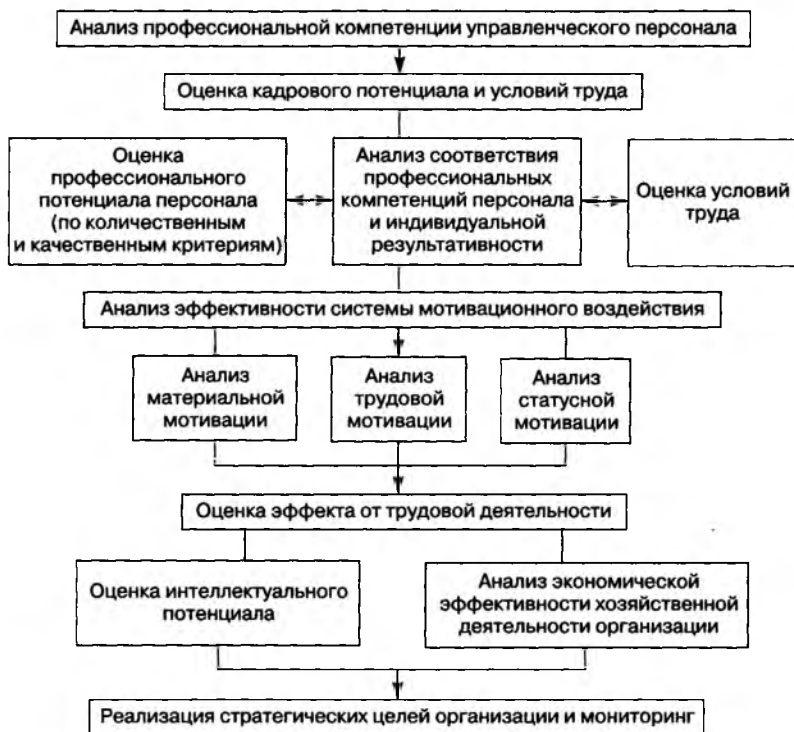 Анализ профессиональной компетенции управленческого персонала
Оценка кадрового потенциала и условий труда
Оценка
профессионального
потенциала персонала
(по количественным
и качественным критериям)
Анализ соответствия
профессиональных
компетенций персонала
и индивидуальной
результативности
Оценка условий
труда
Анализ эффективности системы мотивационного воздействия
Анализ
материальной
мотивации
Анализ
трудовой
мотивации
Анализ
статусной
мотивации
Оценка эффекта от трудовой деятельности
Оценка интеллектуального
потенциала
Анализ экономической
эффективности хозяйственной
деятельности организации
Реализация стратегических целей организации и мониторинг